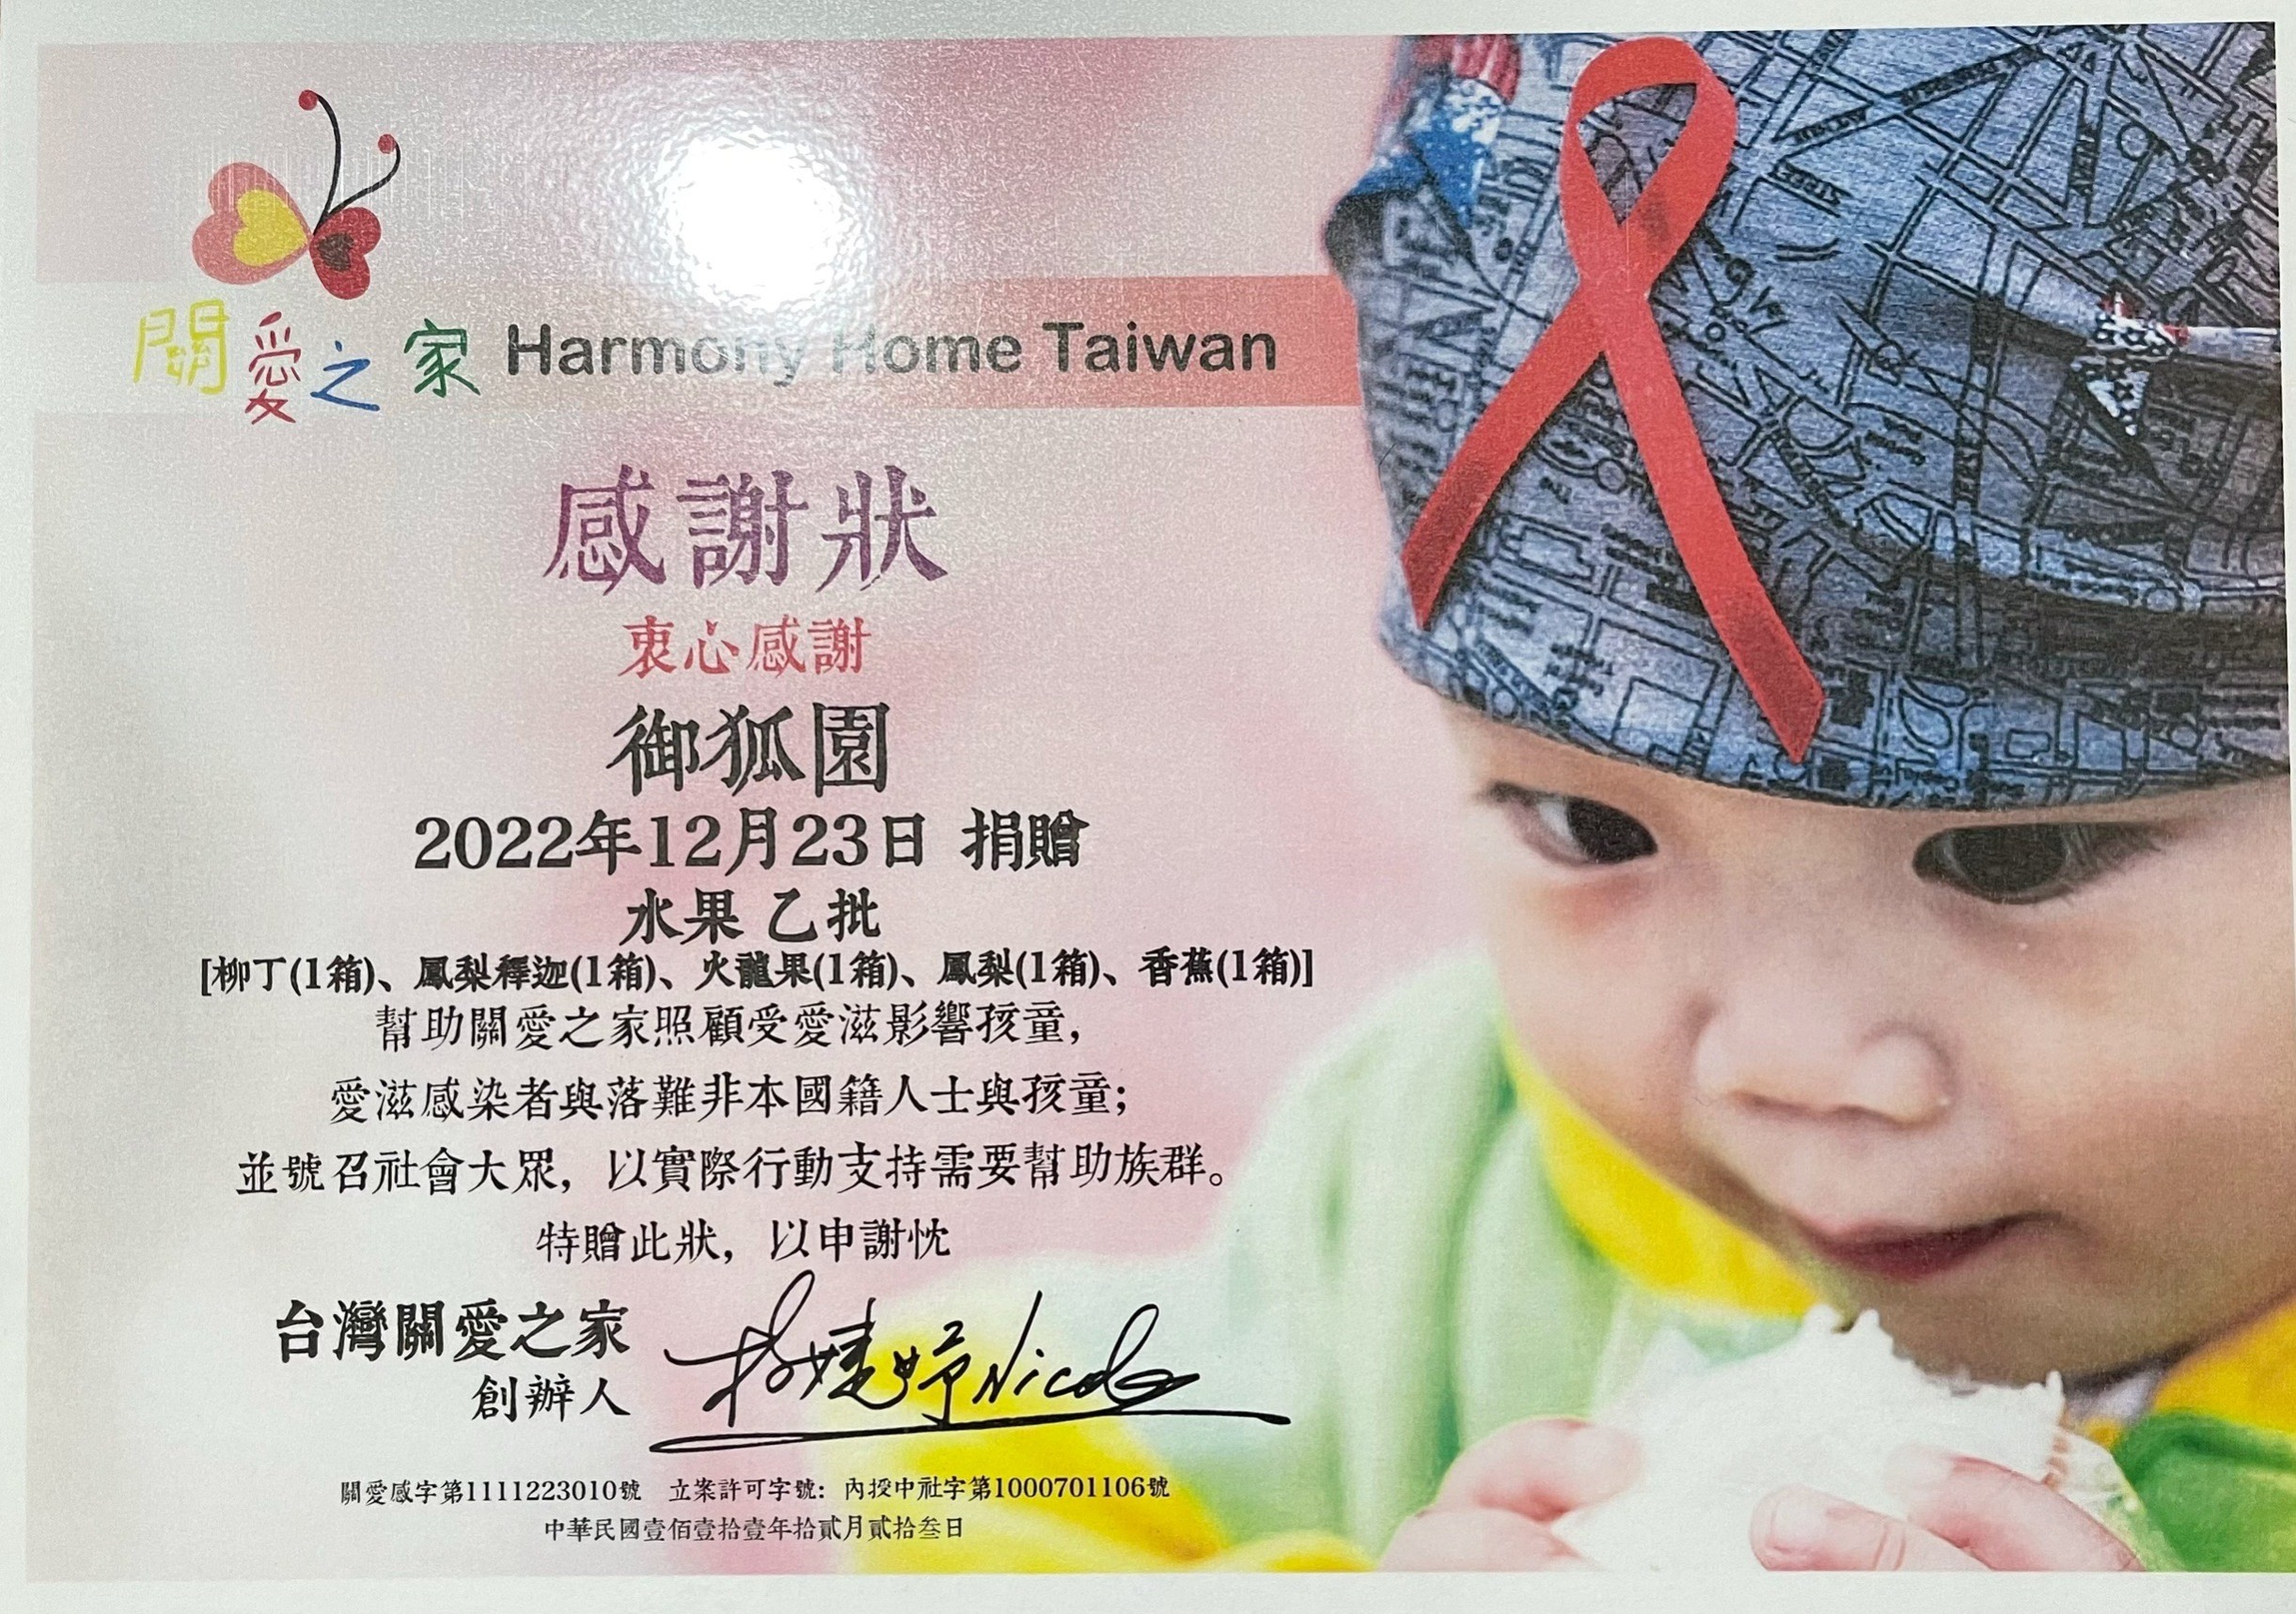 關愛之家 Harmony Home Taiwan
感謝狀
衷心感謝
御狐園
2022年12月23日 捐贈
水果 乙批
[柳丁(1箱)、鳳梨釋迦(1箱)、火龍果(1箱)、鳳梨(1箱)、香蕉(1箱)]
幫助關愛之家照顧受愛滋影響孩童，
愛滋感染者與落難非本國籍人士與孩童；
並號召社會大眾，以實際行動支持需要幫助族群。
特贈此狀，以申謝忱
台灣關愛之家
創辦人 楊婕妤Nicole
關愛感字第1111223010號 立案許可字號：內授中社字第1000701106號
中華民國壹佰壹拾壹年拾貳月貳拾叁日